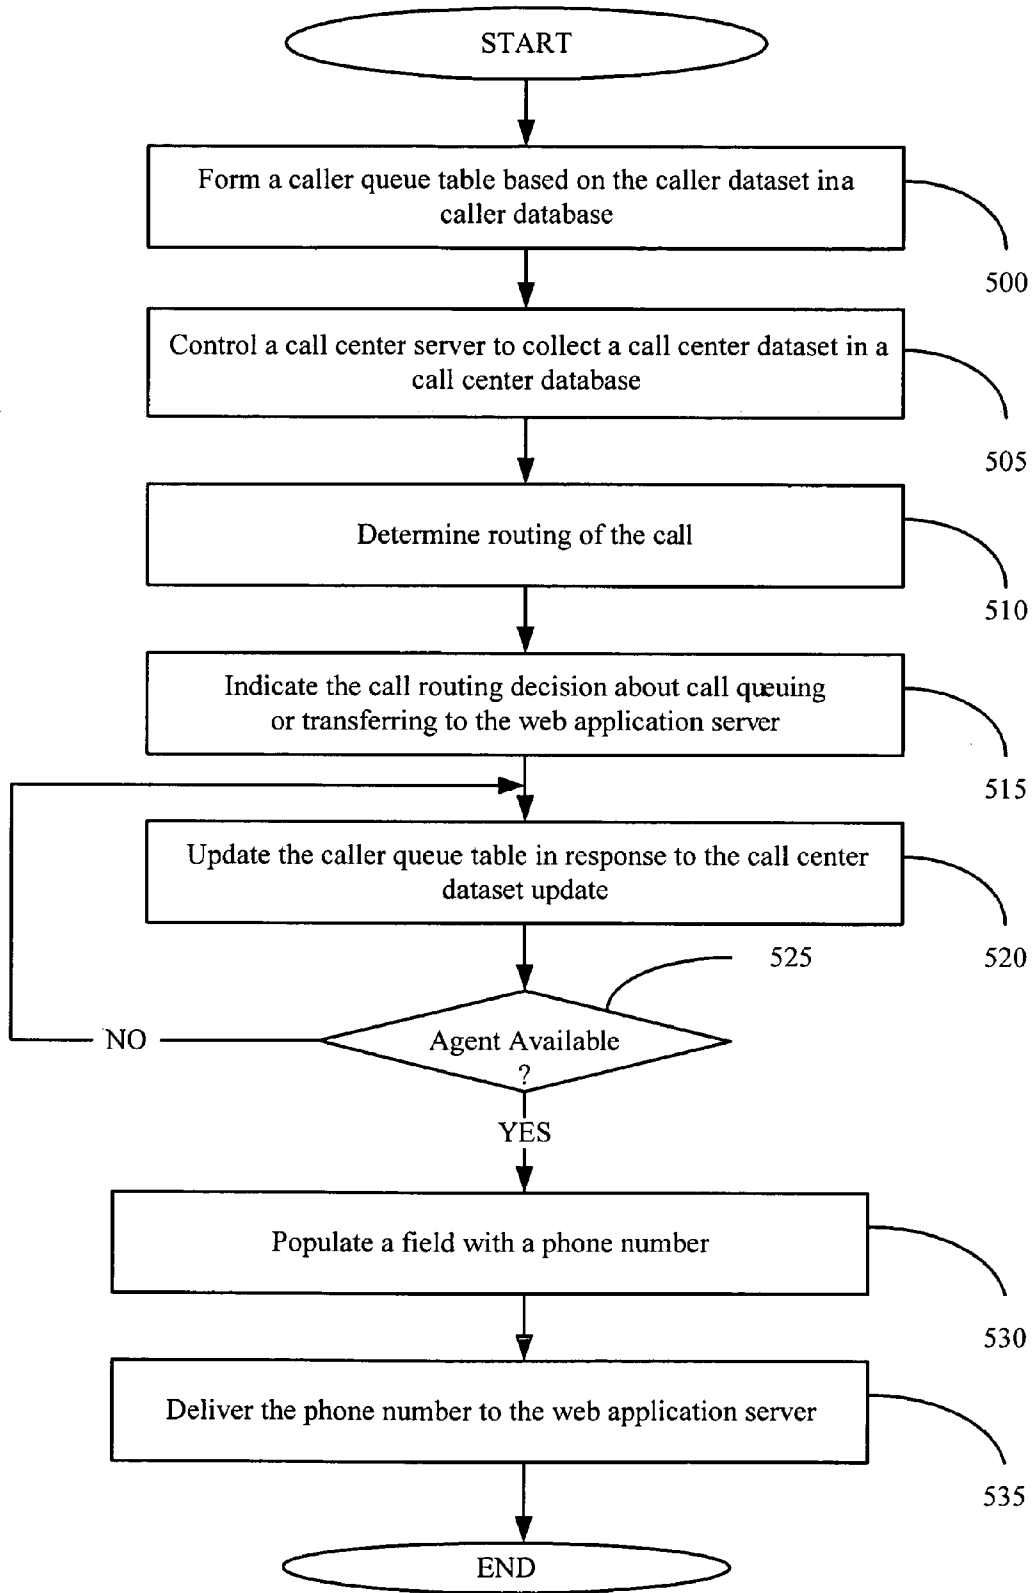 START
Form a caller queue table based on the caller dataset in a
caller database
500
Control a call center server to collect a call center dataset in a
call center database
505
Determine routing of the call
510
Indicate the call routing decision about call queuing
or transferring to the web application server
515
Update the caller queue table in response to the call center
dataset update
520
525
Agent Available
?
NO
YES
Populate a field with a phone number
530
Deliver the phone number to the web application server
535
END